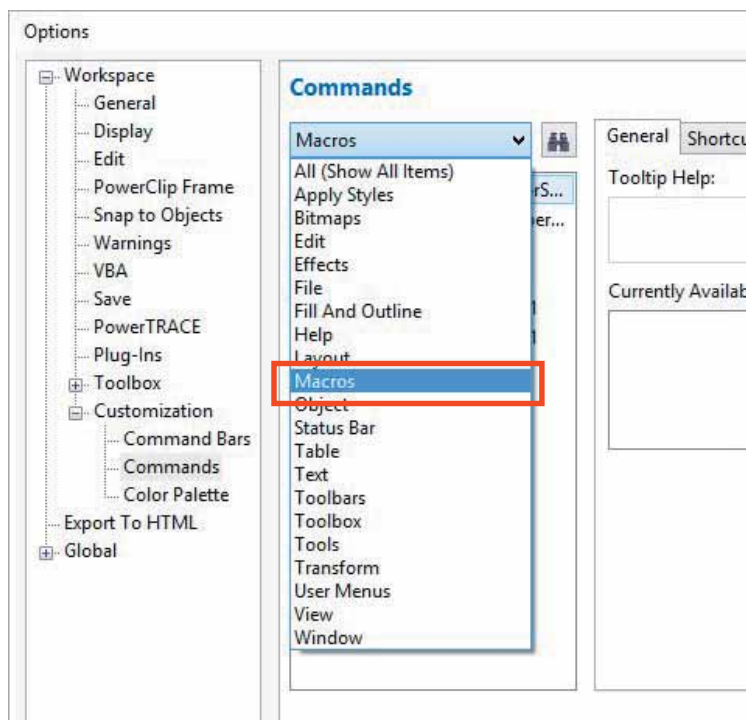 Options
Workspace
General
Display
Edit
PowerClip Frame
Snap to Objects
Warnings
VBA
Save
PowerTRACE
Plug-Ins
Toolbox
Customization
Command Bars
Commands
Color Palette
Export To HTML
Global
Commands
Macros
All (Show All Items)
Apply Styles
Bitmaps
Edit
Effects
File
Fill And Outline
Help
Layout
Macros
Object
Status Bar
Table
Text
Toolbars
Toolbox
Tools
Transform
User Menus
View
Window
General
Tooltip Help:
Currently